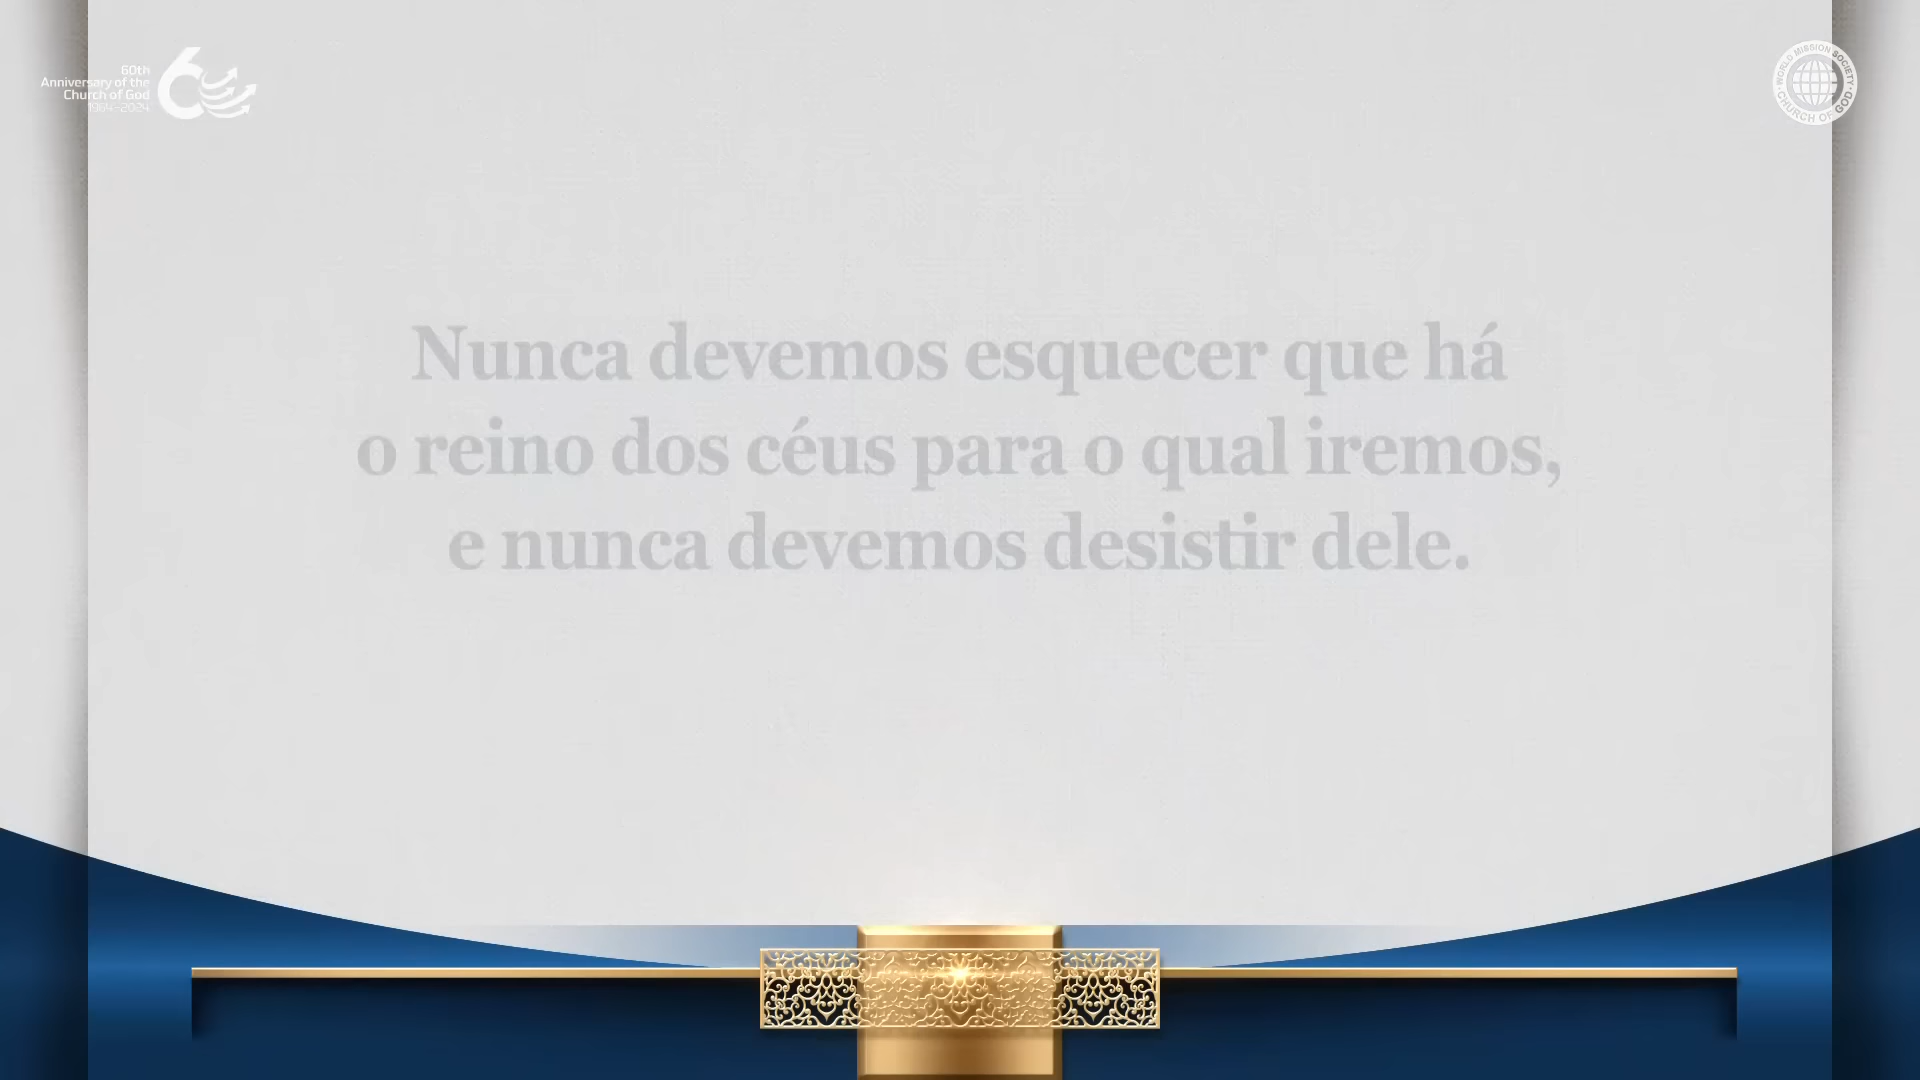 60th
Anniversary of the
Church of God
1964-2024
WORLD MISSION SOCIETY
CHURCH OF GOD
Nunca devemos esquecer que há
o reino dos céus para o qual iremos,
e nunca devemos desistir dele.